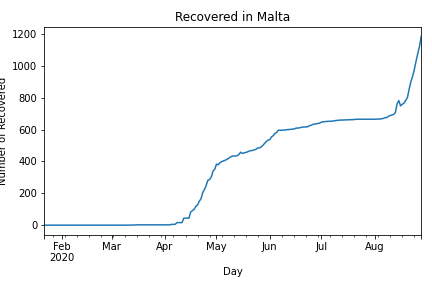 Recovered in Malta
Number of Recovered
1200
1000
800
600
400
200
0
Feb
2020
Mar
Apr
May
Jun
Jul
Aug
Day